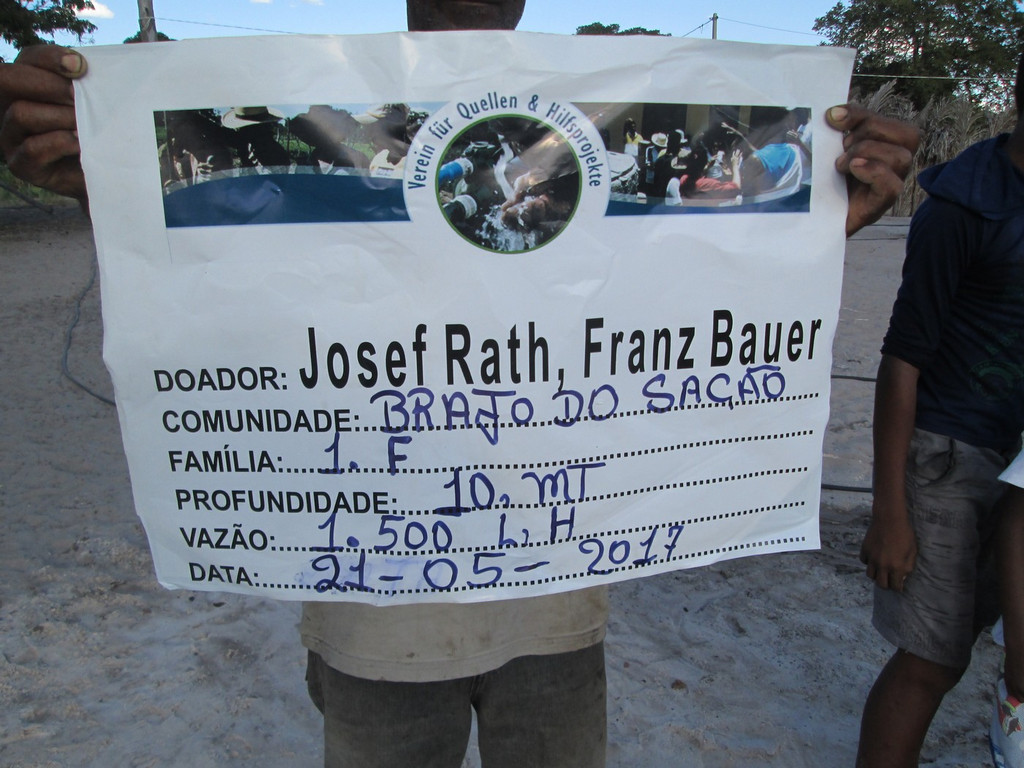 Verein für Quellen & Hilfsprojekte
DOADOR: Josef Rath, Franz Bauer
COMUNIDADE: BRAJO DO SAÇÃO
FAMÍLIA: 1. F
PROFUNDIDADE: 10. MT
VAZÃO: 1.500 L. H
DATA: 21-05-2017